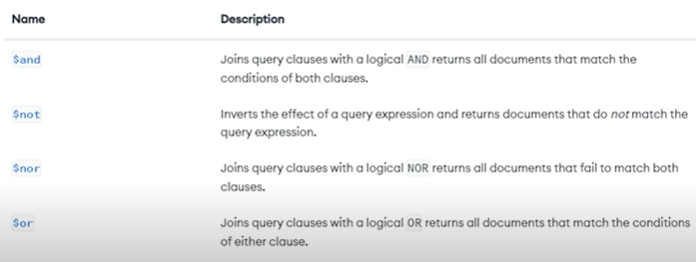 Name Description
$and Joins query clauses with a logical AND returns all documents that match the
conditions of both clauses.
$not Inverts the effect of a query expression and returns documents that do not match the
query expression.
$nor Joins query clauses with a logical NOR returns all documents that fail to match both
clauses.
$or Joins query clauses with a logical OR returns all documents that match the conditions
of either clause.